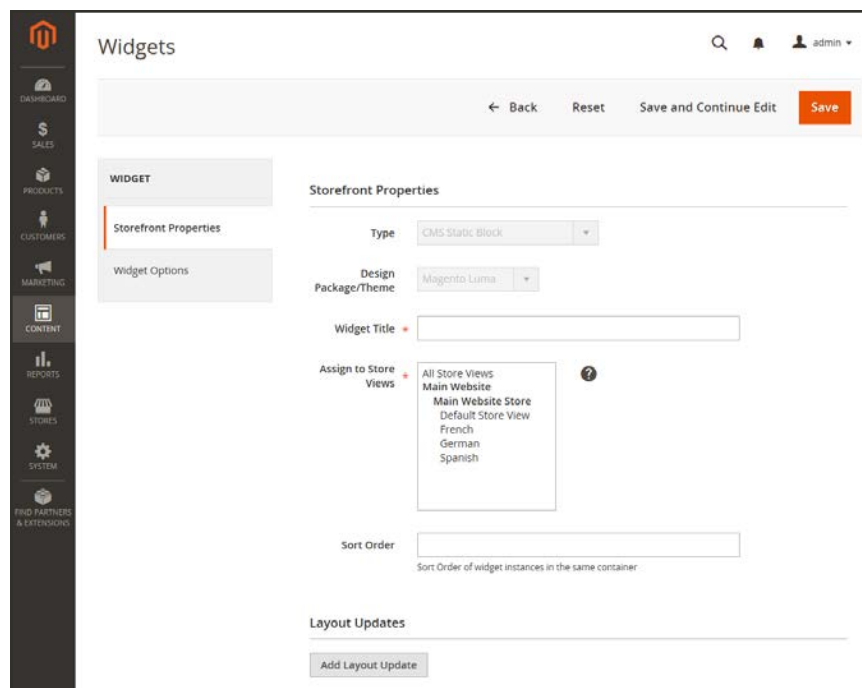 Widgets
admin
← Back Reset Save and Continue Edit Save
DASHBOARD
SALES
PRODUCTS
CUSTOMERS
MARKETING
CONTENT
REPORTS
STORES
SYSTEM
FIND PARTNERS
& EXTENSIONS
WIDGET
Storefront Properties
Widget Options
Storefront Properties
Type CMS Static Block
Design
Package/Theme Magento Luma
Widget Title *
Assign to Store
Views *
All Store Views
Main Website
Main Website Store
Default Store View
French
German
Spanish
?
Sort Order
Sort Order of widget instances in the same container
Layout Updates
Add Layout Update